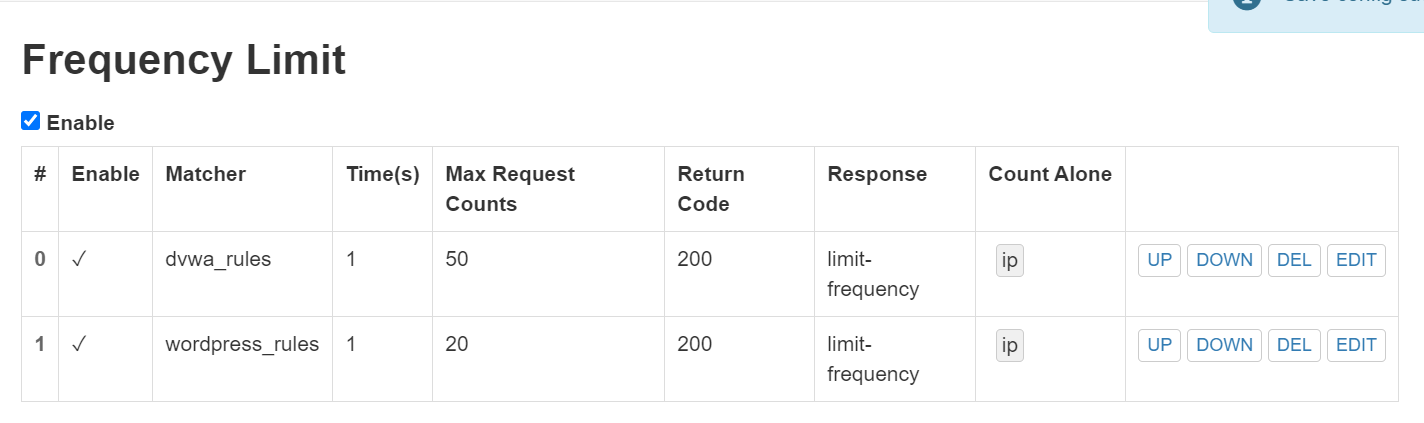 Frequency Limit
Enable
# Enable Matcher Time(s) Max Request Counts Return Code Response Count Alone
0 ✓ dvwa_rules 1 50 200 limit-frequency ip UP DOWN DEL EDIT
1 ✓ wordpress_rules 1 20 200 limit-frequency ip UP DOWN DEL EDIT